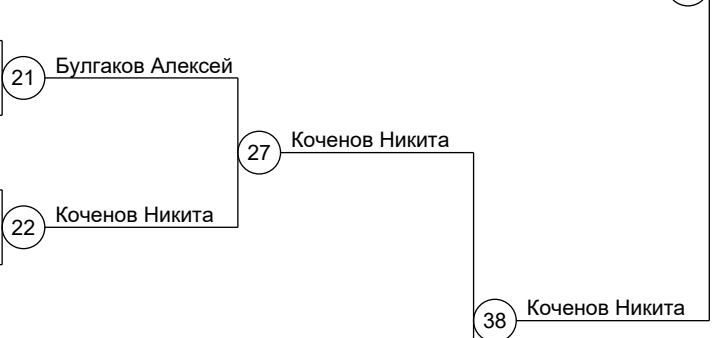 21 Булгаков Алексей
27 Коченов Никита
22 Коченов Никита
38 Коченов Никита